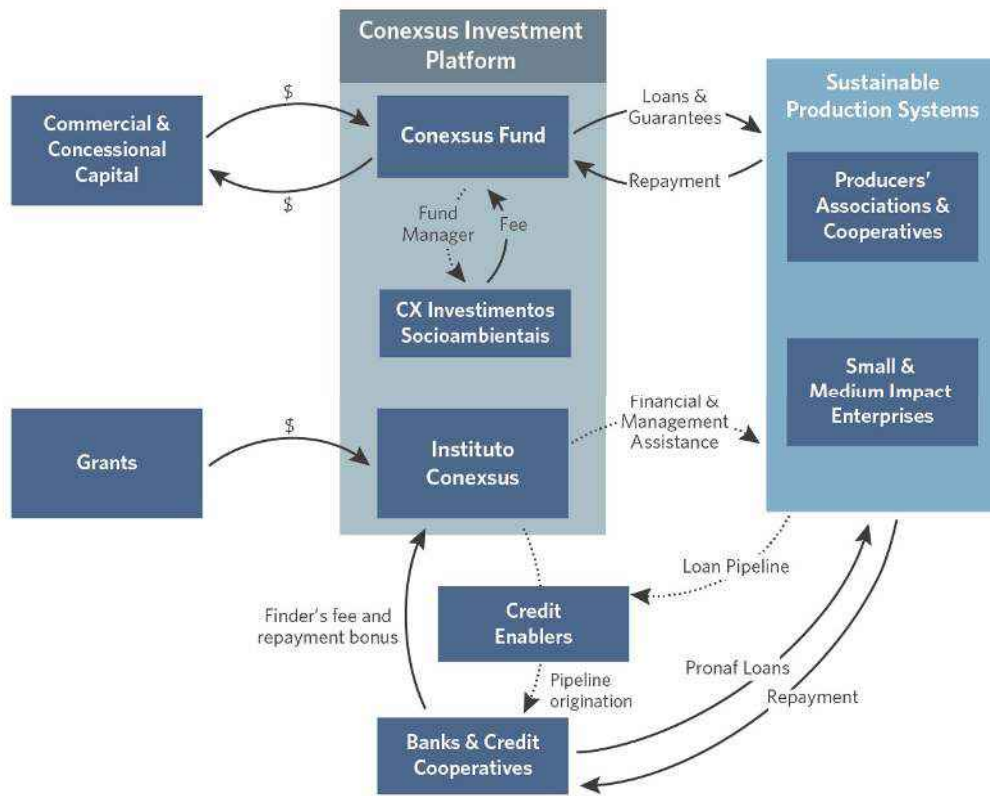 Conexsus Investment
Platform
Sustainable
Production Systems
Commercial &
Concessional
Capital
$
$
Conexsus Fund
Loans &
Guarantees
Repayment
Producers'
Associations &
Cooperatives
Fund
Manager
Fee
CX Investimentos
Socioambientais
Small &
Medium Impact
Enterprises
Grants
$
Instituto
Conexsus
Financial &
Management
Assistance
Loan Pipeline
Finder's fee and
repayment bonus
Credit
Enablers
Pipeline
origination
Pronaf Loans
Repayment
Banks & Credit
Cooperatives